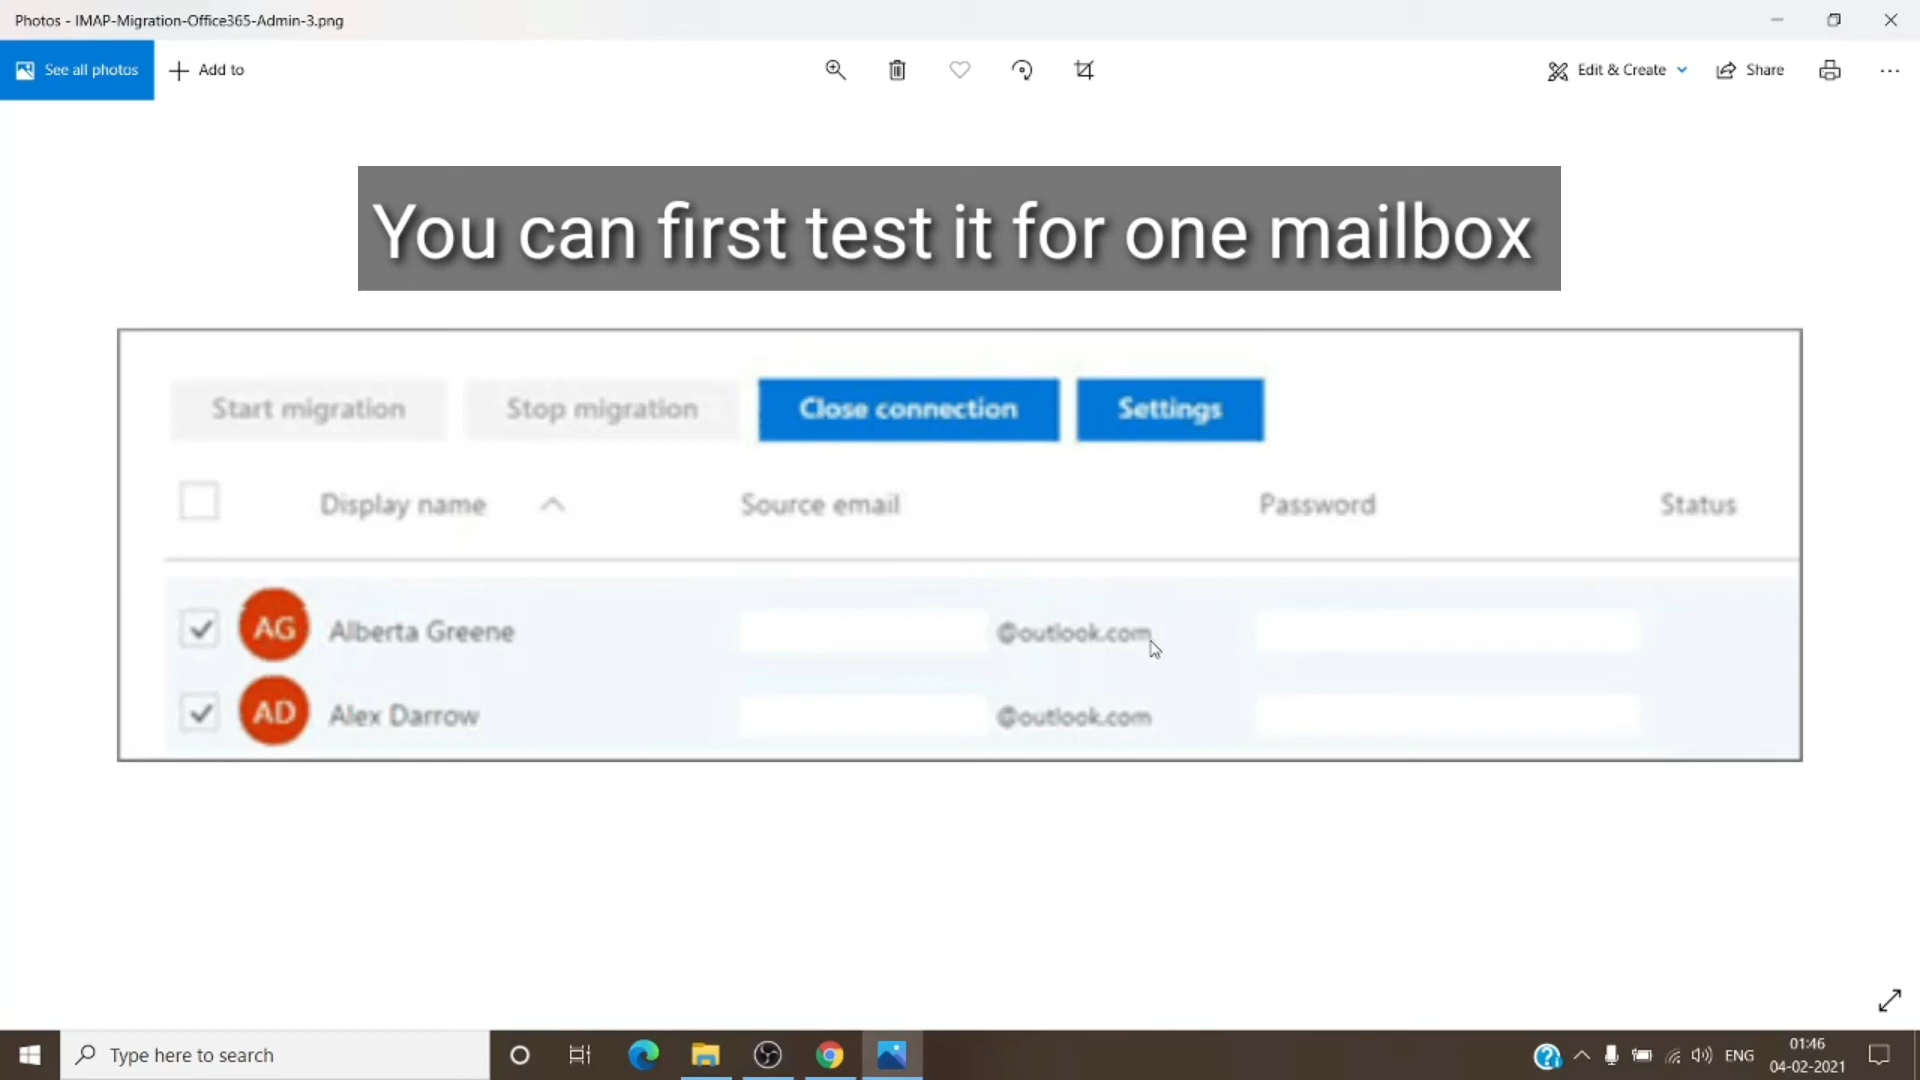 Photos - IMAP-Migration-Office365-Admin-3.png
See all photos
Add to
Edit & Create
Share
You can first test it for one mailbox
Start migration
Stop migration
Close connection
Settings
Display name
Source email
Password
Status
AG
Alberta Greene
@outlook.com
AD
Alex Darrow
@outlook.com
Type here to search
ENG
01:46
04-02-2021